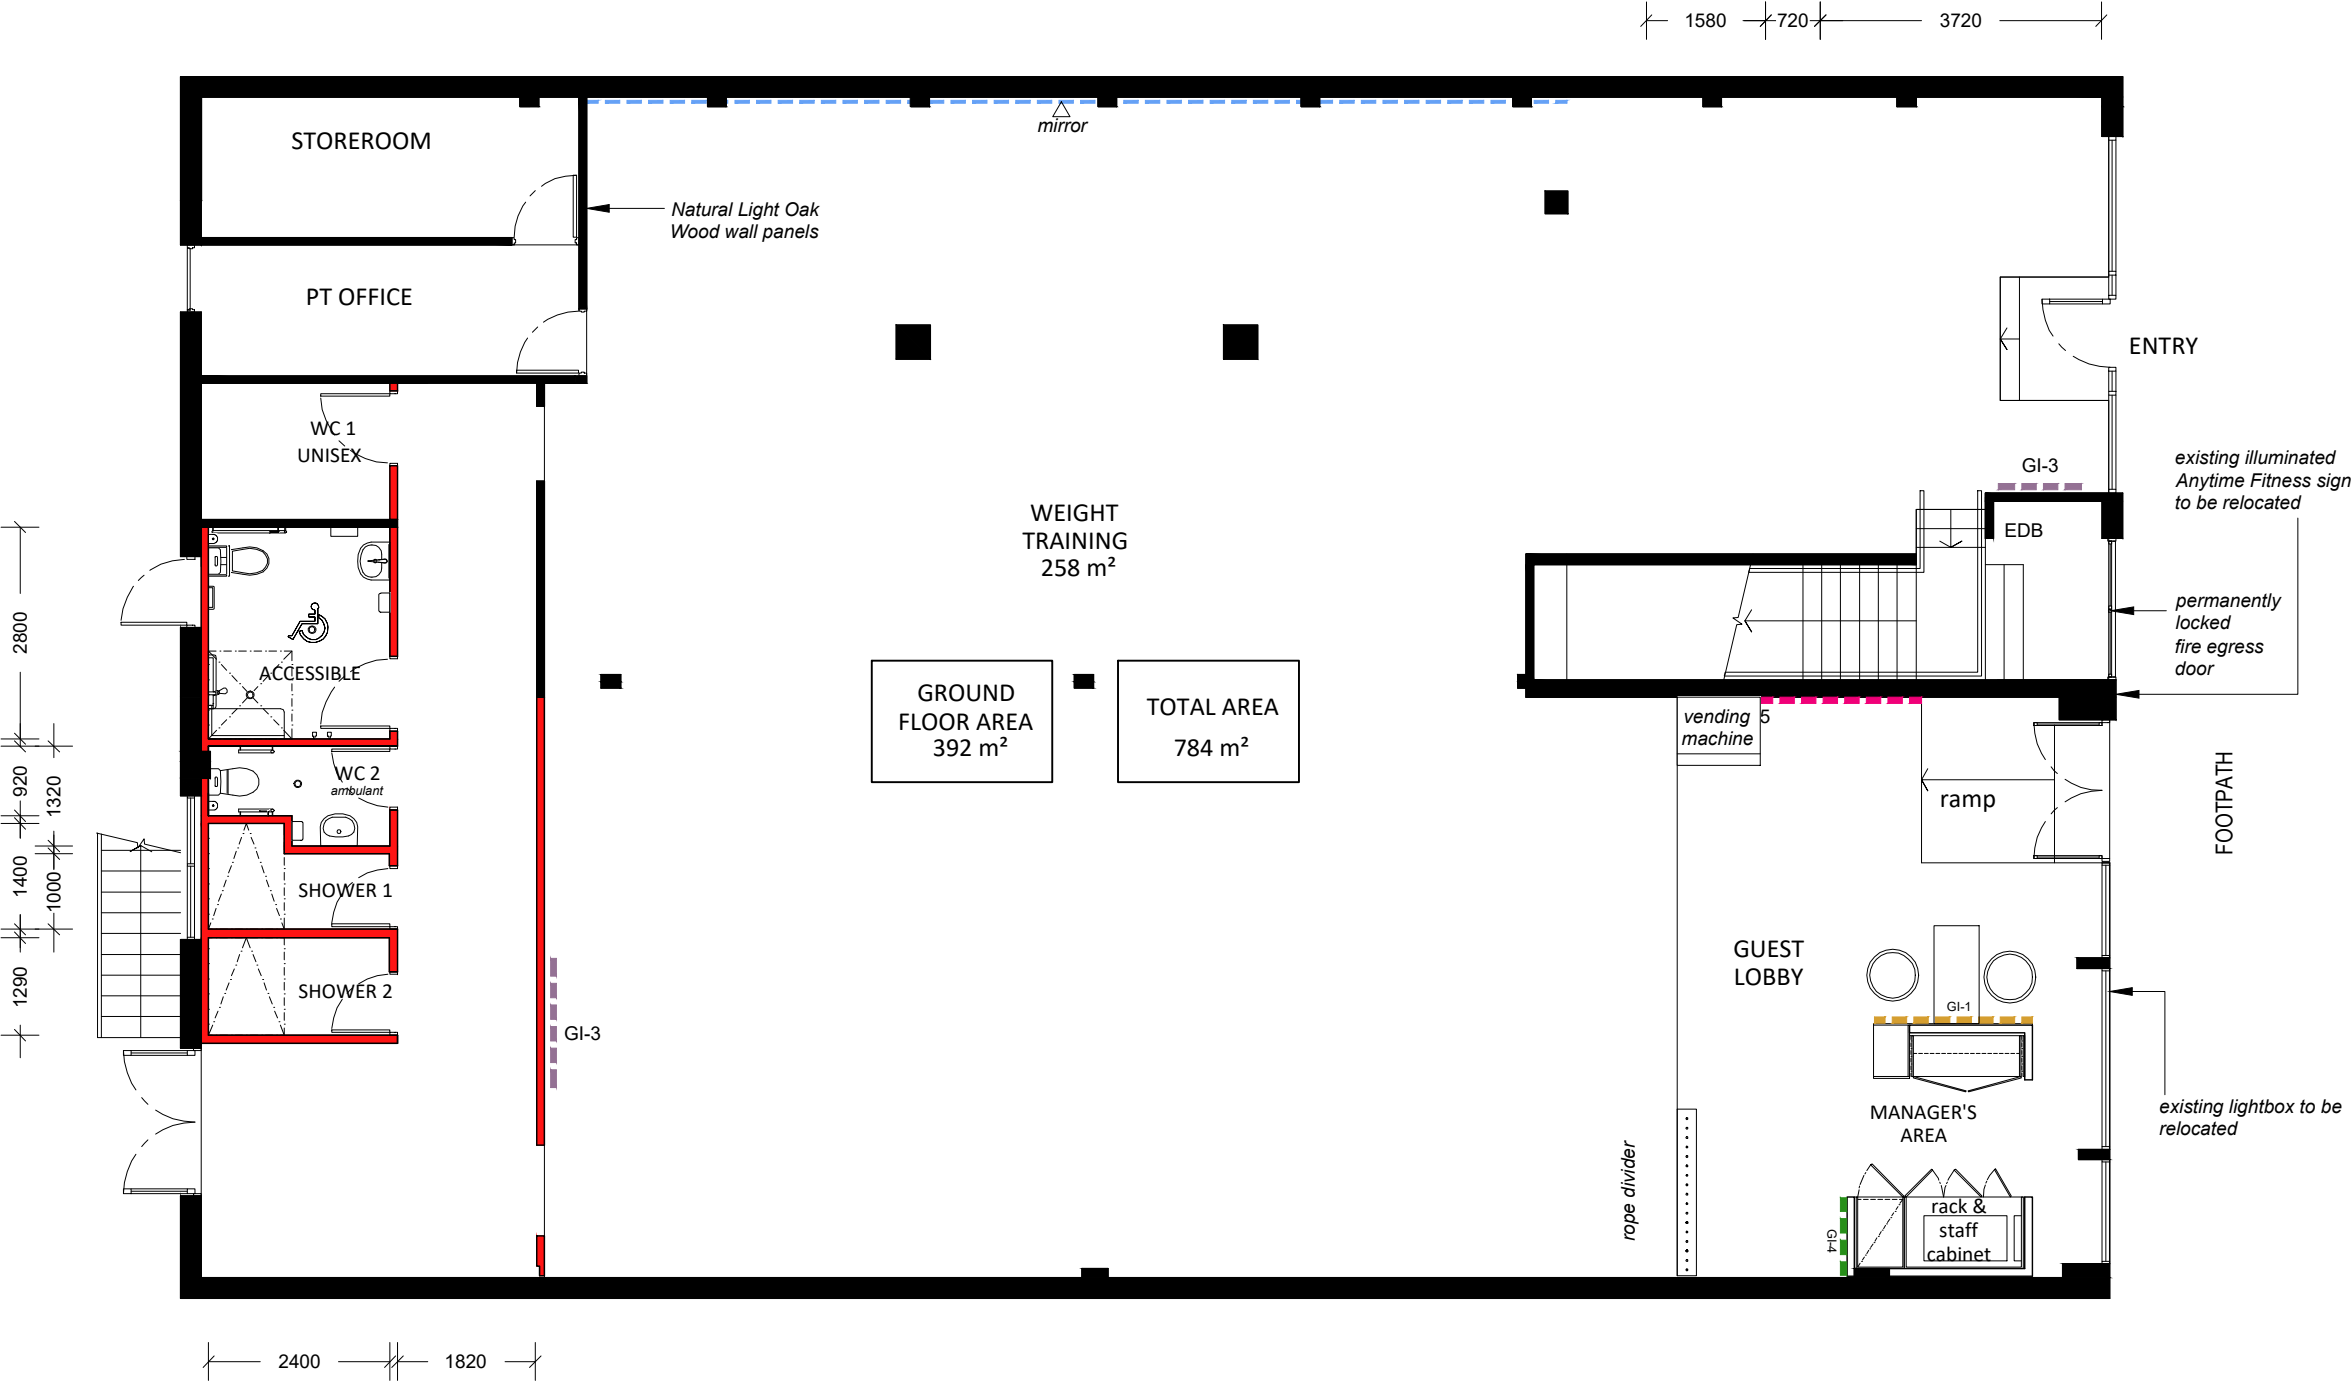 1580
720
3720
STOREROOM
mirror
Natural Light Oak
Wood wall panels
PT OFFICE
ENTRY
WC 1
UNISEX
existing illuminated
Anytime Fitness sign
to be relocated
GI-3
EDB
WEIGHT
TRAINING
258 m²
permanently
locked
fire egress
door
2800
ACCESSIBLE
GROUND
FLOOR AREA
392 m²
TOTAL AREA
784 m²
vending
machine
5
WC 2
ambulant
920
1320
ramp
FOOTPATH
1400
1000
SHOWER 1
GUEST
LOBBY
1290
SHOWER 2
GI-1
GI-3
MANAGER'S
AREA
existing lightbox to be
relocated
rope divider
GI-4
rack &
staff
cabinet
2400
1820